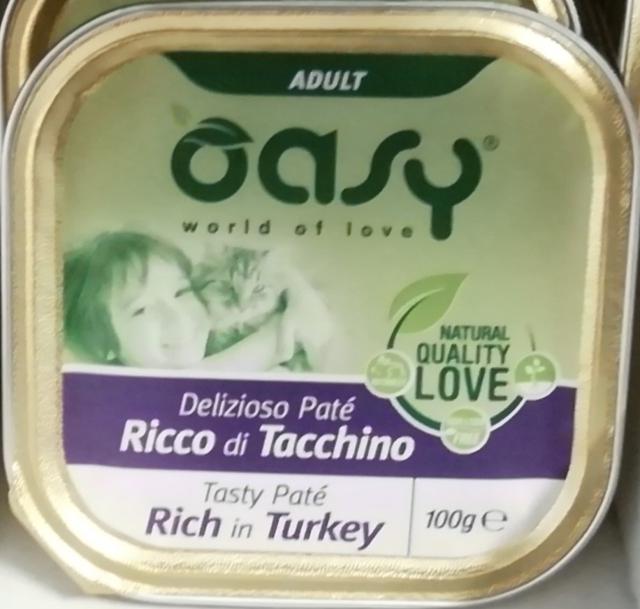 ADULT
oasy®
world of love
NATURAL
QUALITY
LOVE
FREE
Delizioso Paté
Ricco di Tacchino
Tasty Paté
Rich in Turkey
100g ℮